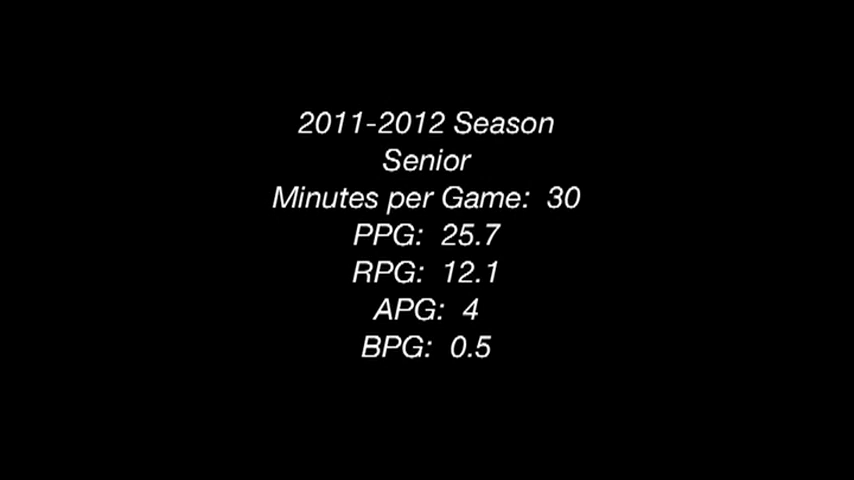 2011-2012 Season
Senior
Minutes per Game: 30
PPG: 25.7
RPG: 12.1
APG: 4
BPG: 0.5